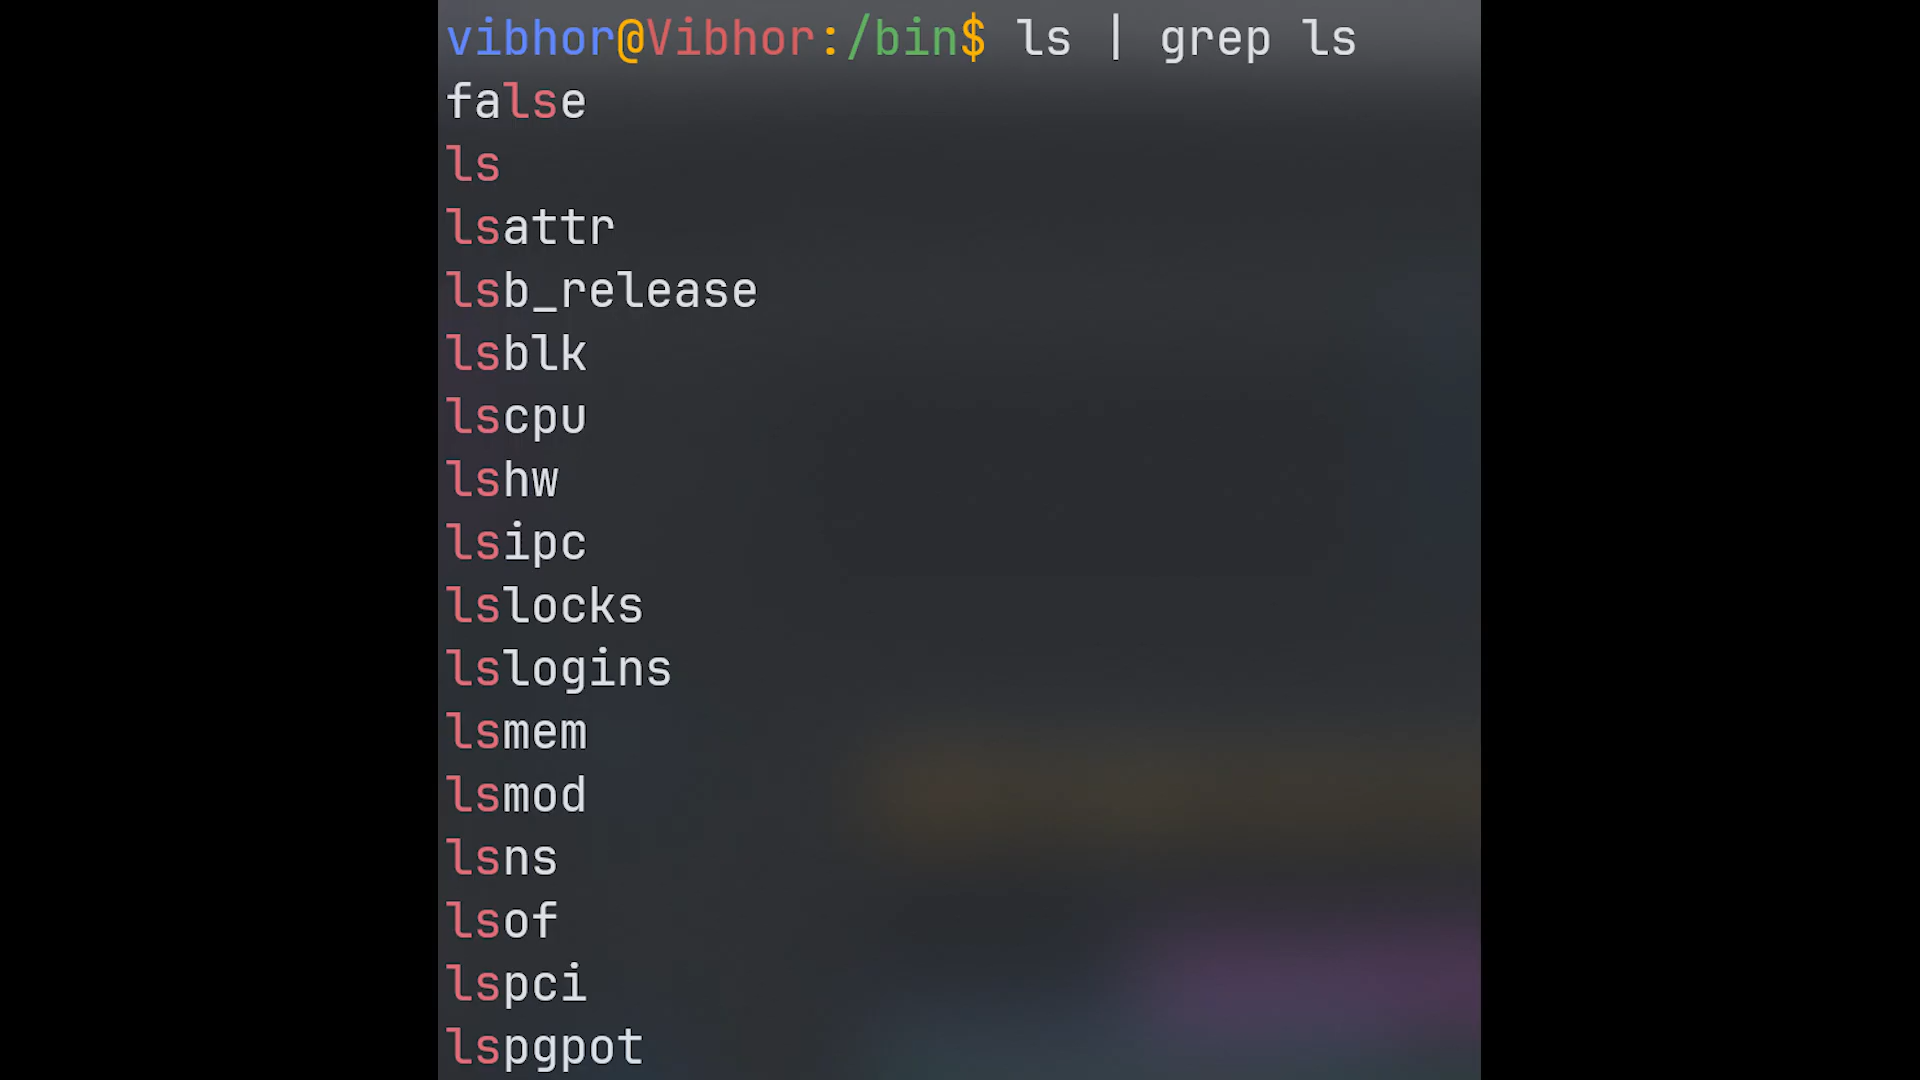 vibhor@Vibhor:/bin$ ls | grep ls
false
ls
lsattr
lsb_release
lsblk
lscpu
lshw
lsipc
lslocks
lslogins
lsmem
lsmod
lsns
lsof
lspci
lspgpot